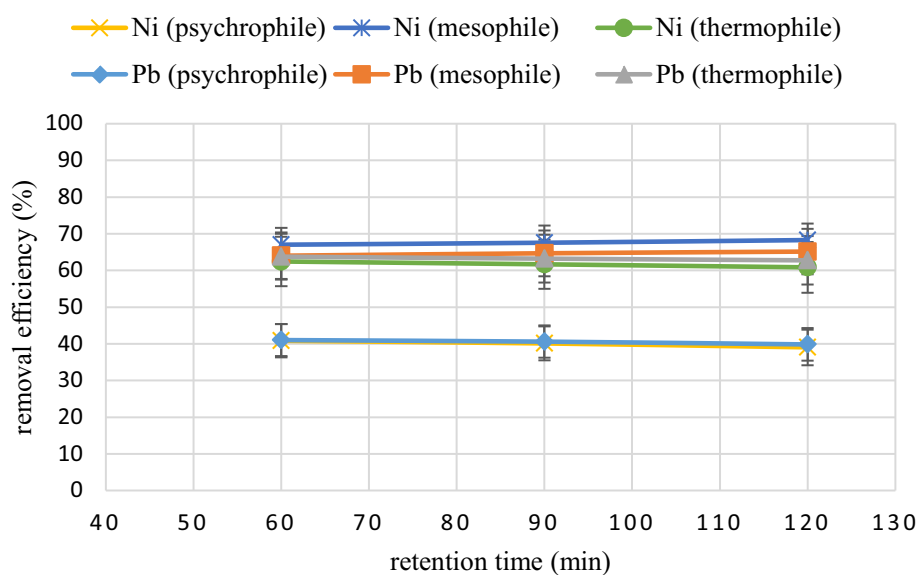 Ni (psychrophile) Ni (mesophile) Ni (thermophile)
Pb (psychrophile) Pb (mesophile) Pb (thermophile)
100
90
80
70
60
50
40
30
20
10
0
removal efficiency (%)
40 50 60 70 80 90 100 110 120 130
retention time (min)